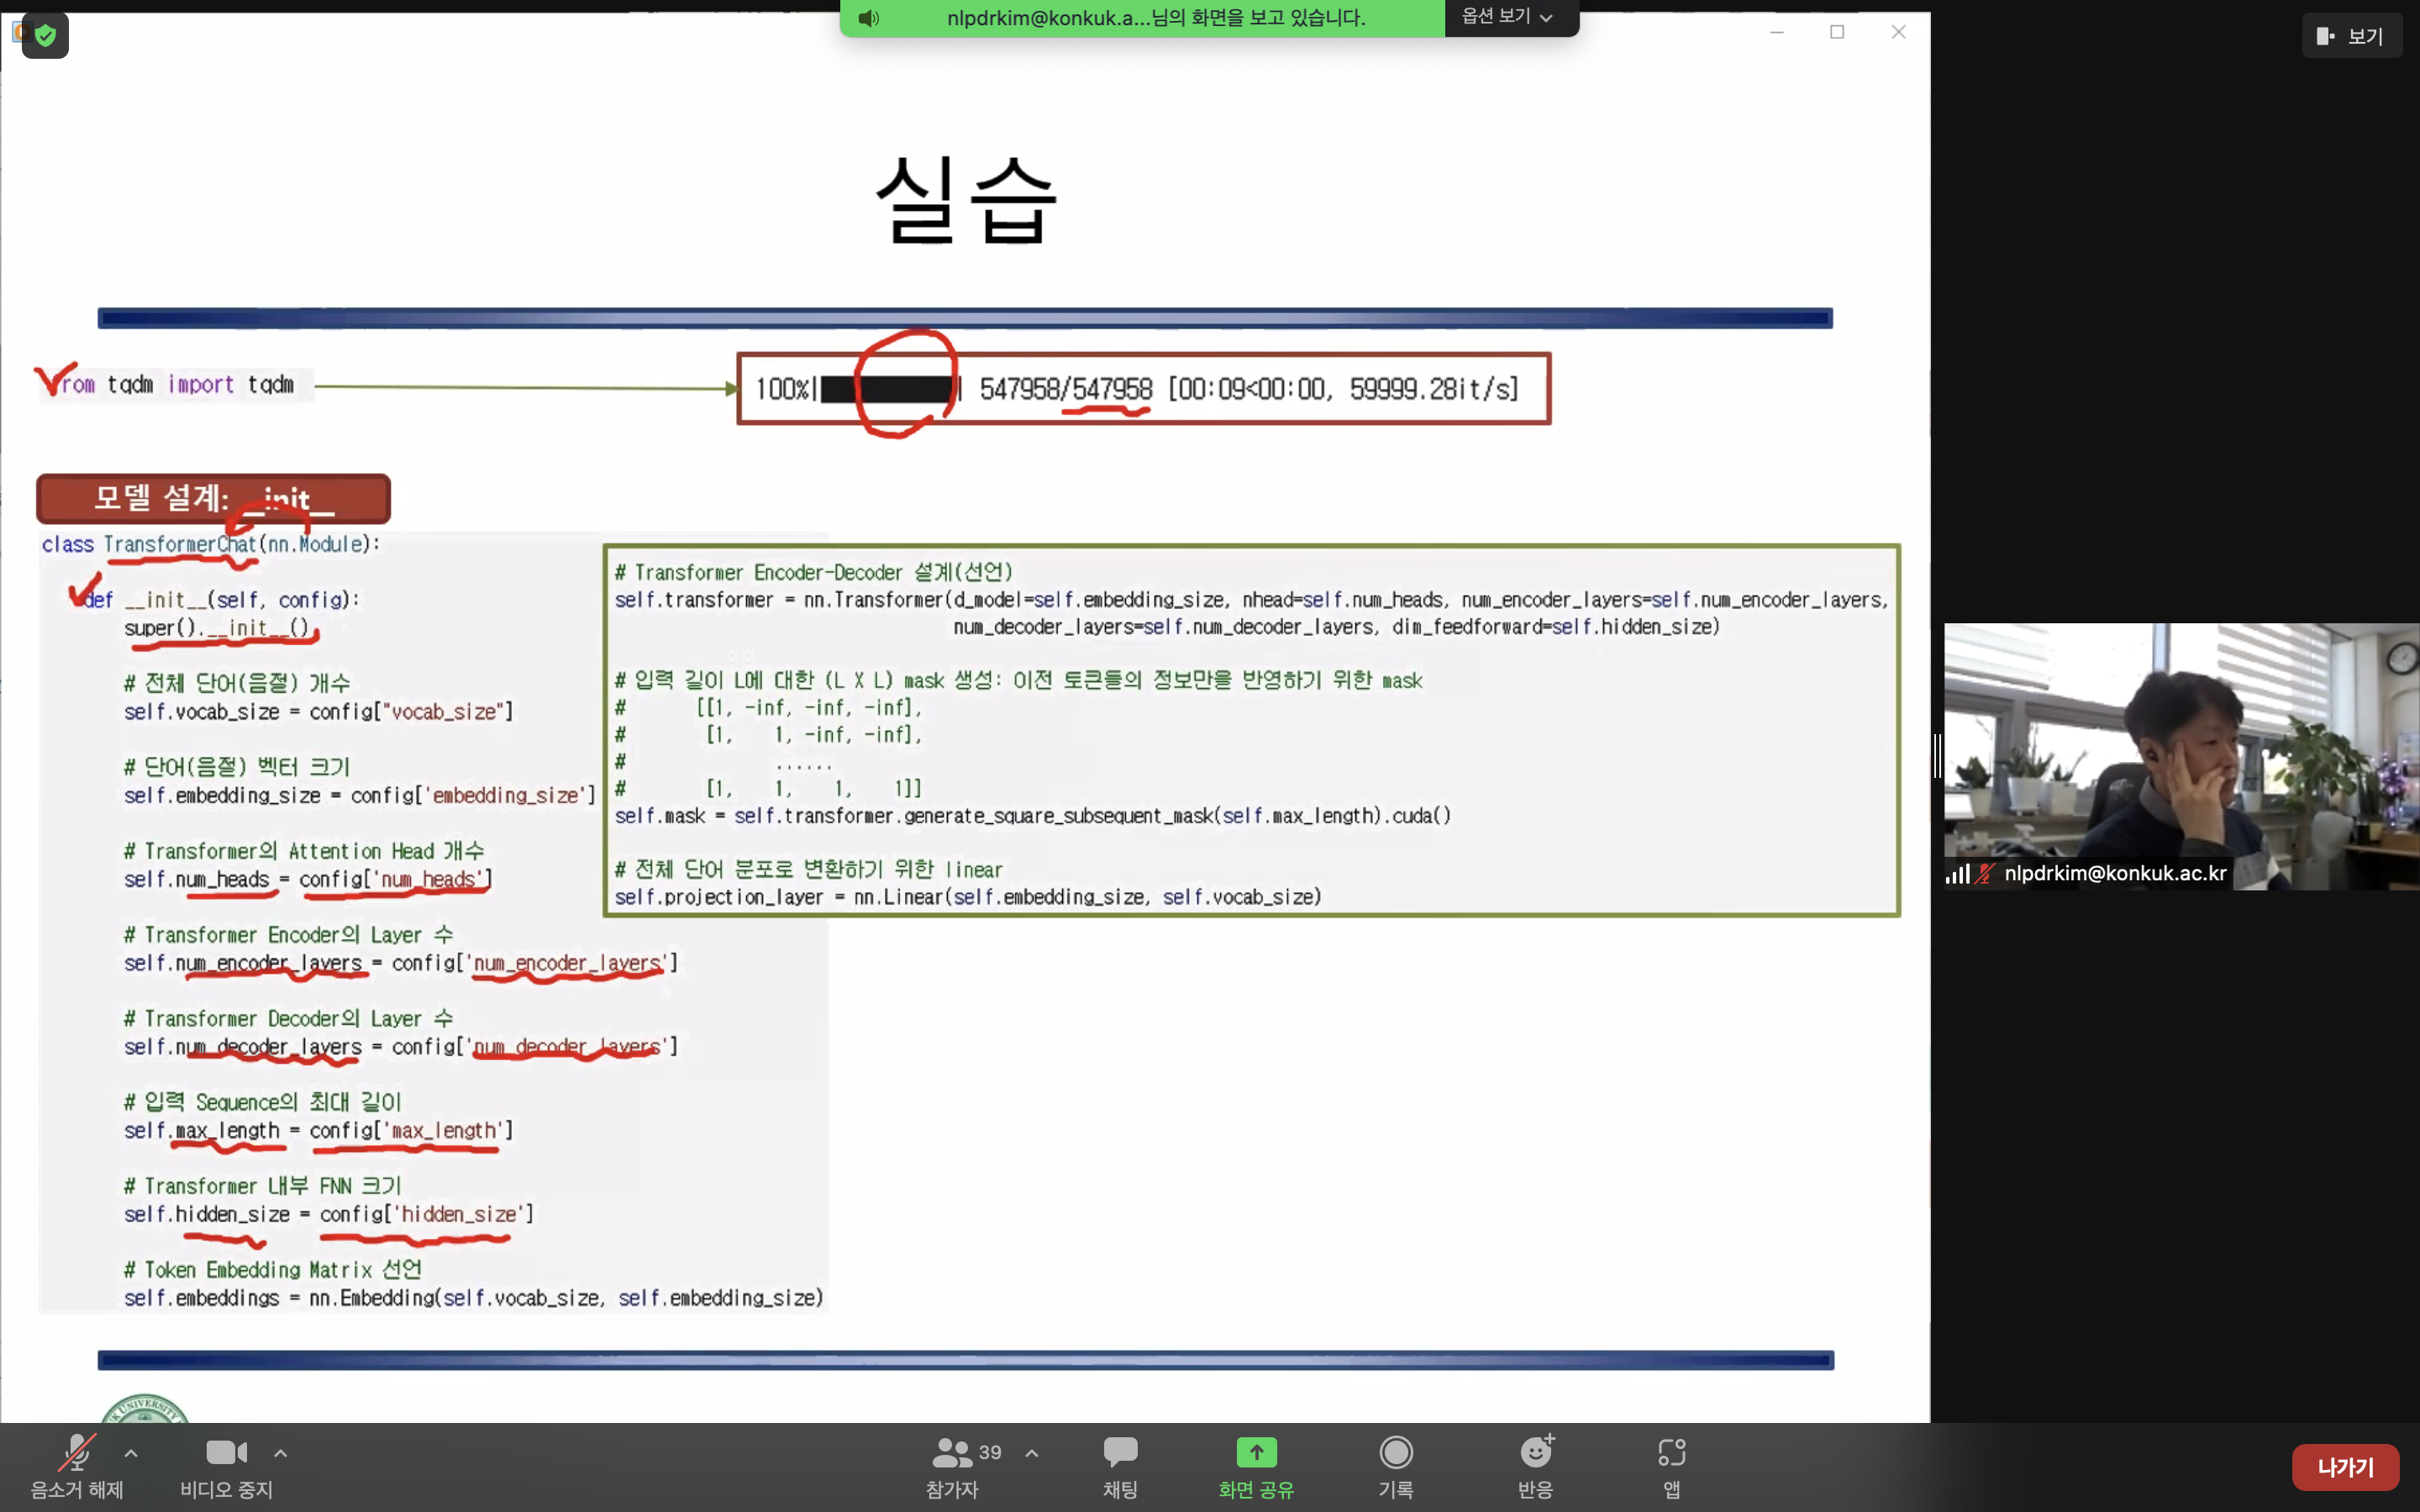 nlpdrkim@konkuk.a...님의 화면을 보고 있습니다.
옵션 보기
보기
실습
rom tqdm import tqdm
100%| | 547958/547958 [00:09<00:00, 59999.28it/s]
모델 설계: __init__
class TransformerChat(nn.Module):
def __init__(self, config):
super().__init__()
# 전체 단어(음절) 개수
self.vocab_size = config["vocab_size"]
# 단어(음절) 벡터 크기
self.embedding_size = config['embedding_size']
# Transformer의 Attention Head 개수
self.num_heads = config['num_heads']
# Transformer Encoder의 Layer 수
self.num_encoder_layers = config['num_encoder_layers']
# Transformer Decoder의 Layer 수
self.num_decoder_layers = config['num_decoder_layers']
# 입력 Sequence의 최대 길이
self.max_length = config['max_length']
# Transformer 내부 FNN 크기
self.hidden_size = config['hidden_size']
# Token Embedding Matrix 선언
self.embeddings = nn.Embedding(self.vocab_size, self.embedding_size)
# Transformer Encoder-Decoder 설계(선언)
self.transformer = nn.Transformer(d_model=self.embedding_size, nhead=self.num_heads, num_encoder_layers=self.num_encoder_layers,
num_decoder_layers=self.num_decoder_layers, dim_feedforward=self.hidden_size)
# 입력 길이 L에 대한 (L X L) mask 생성: 이전 토큰들의 정보만을 반영하기 위한 mask
# [[1, -inf, -inf, -inf],
# [1, 1, -inf, -inf],
# ......
# [1, 1, 1, 1]]
self.mask = self.transformer.generate_square_subsequent_mask(self.max_length).cuda()
# 전체 단어 분포로 변환하기 위한 linear
self.projection_layer = nn.Linear(self.embedding_size, self.vocab_size)
nlpdrkim@konkuk.ac.kr
UK UNIVERSITY
음소거 해제
비디오 중지
39
참가자
채팅
화면 공유
기록
반응
앱
나가기